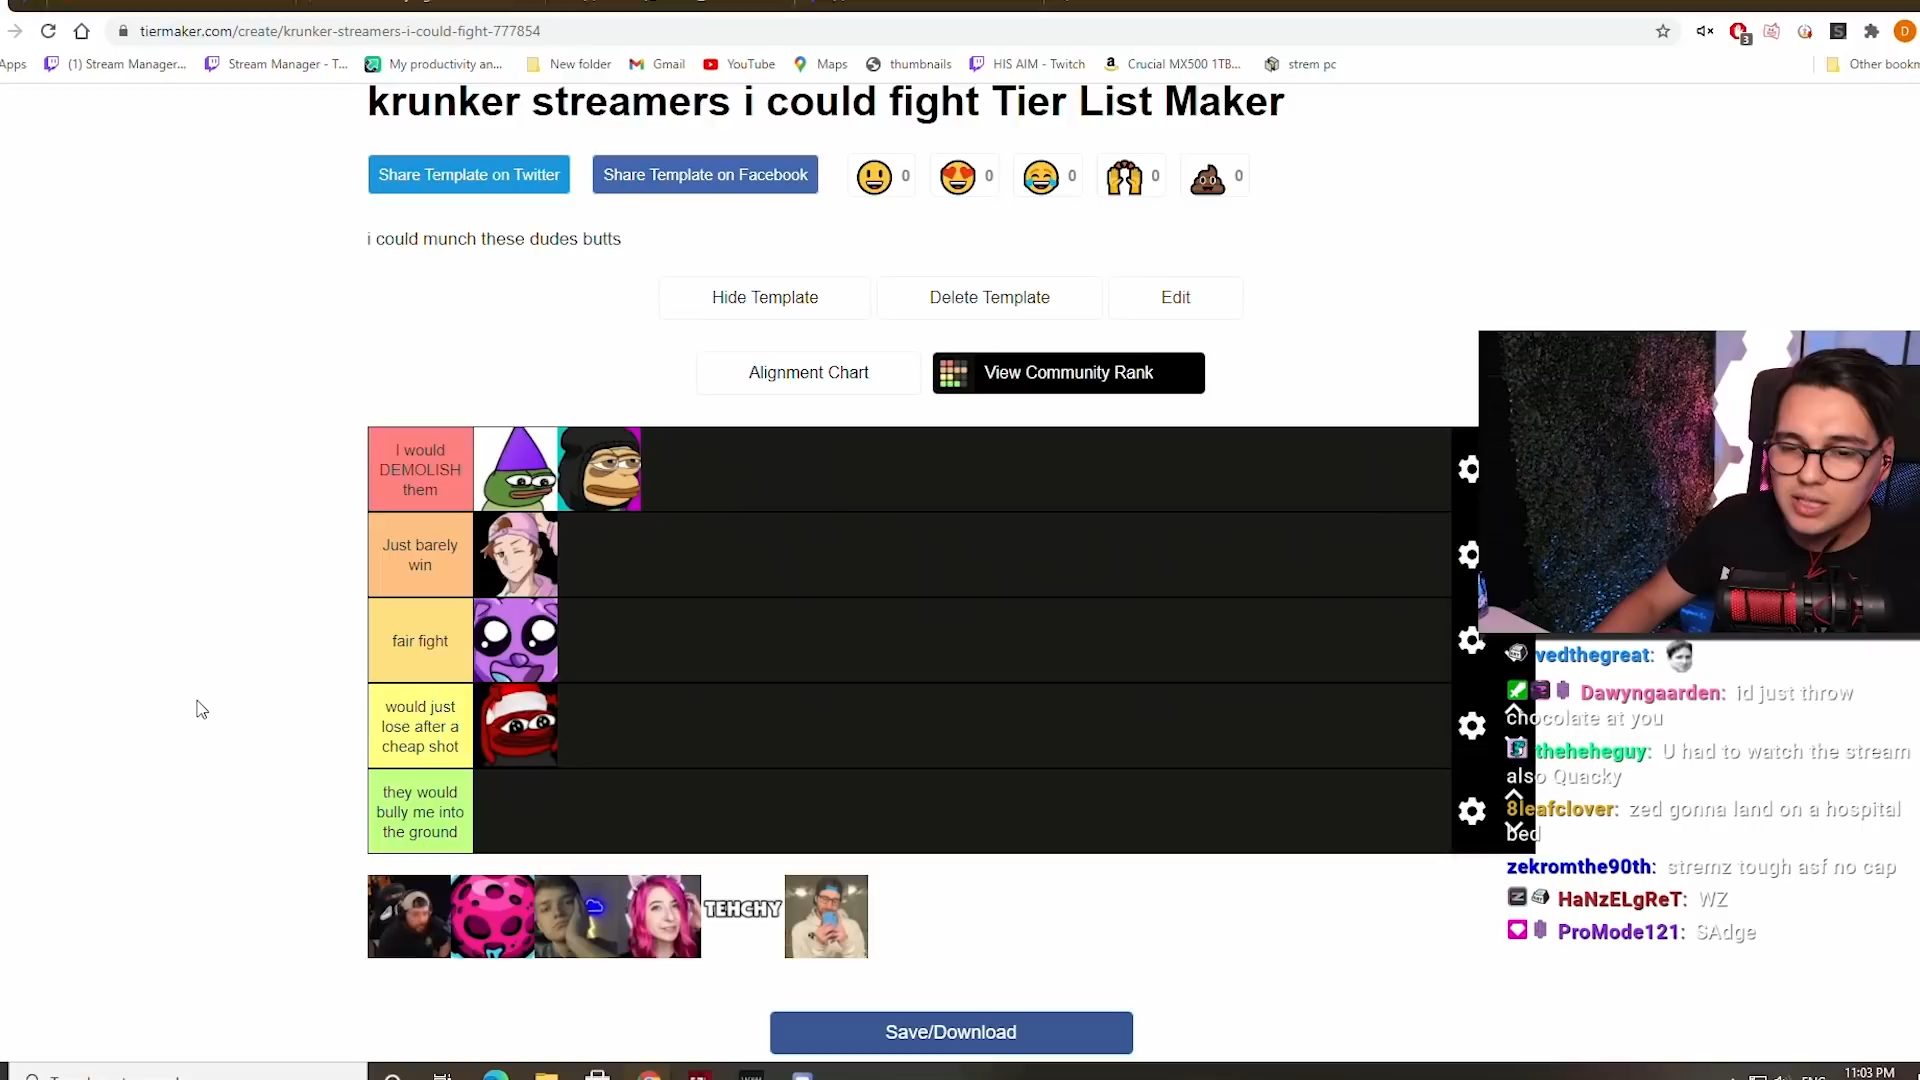 tiermaker.com/create/krunker-streamers-i-could-fight-777854
3
D
Apps
(1) Stream Manager...
Stream Manager - T...
My productivity an...
New folder
Gmail
YouTube
Maps
thumbnails
HIS AIM - Twitch
Crucial MX500 1TB...
strem pc
Other bookm
krunker streamers i could fight Tier List Maker
Share Template on Twitter
Share Template on Facebook
0
0
0
0
0
i could munch these dudes butts
Hide Template
Delete Template
Edit
Alignment Chart
View Community Rank
I would
DEMOLISH
them
Just barely
win
fair fight
would just
lose after a
cheap shot
they would
bully me into
the ground
TEHCHY
Save/Download
vedthegreat:
Dawyngaarden: id just throw
chocolate at you
theheheguy: U had to watch the stream
also Quacky
8leafclover: zed gonna land on a hospital
bed
zekromthe90th: stremz tough asf no cap
HaNzELgReT: WZ
ProMode121: SAdge
11:03 PM